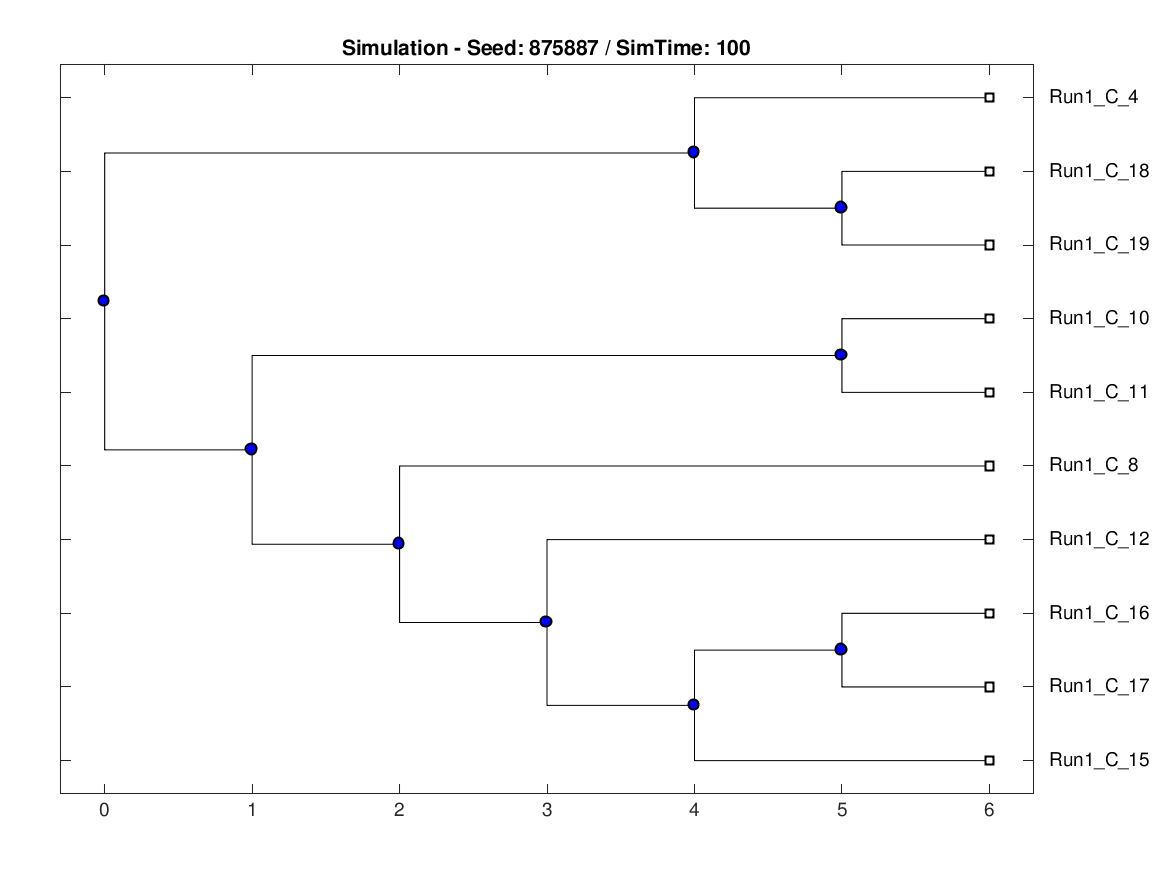 Simulation - Seed: 875887 / SimTime: 100
Run1_C_4
Run1_C_18
Run1_C_19
Run1_C_10
Run1_C_11
Run1_C_8
Run1_C_12
Run1_C_16
Run1_C_17
Run1_C_15
0 1 2 3 4 5 6